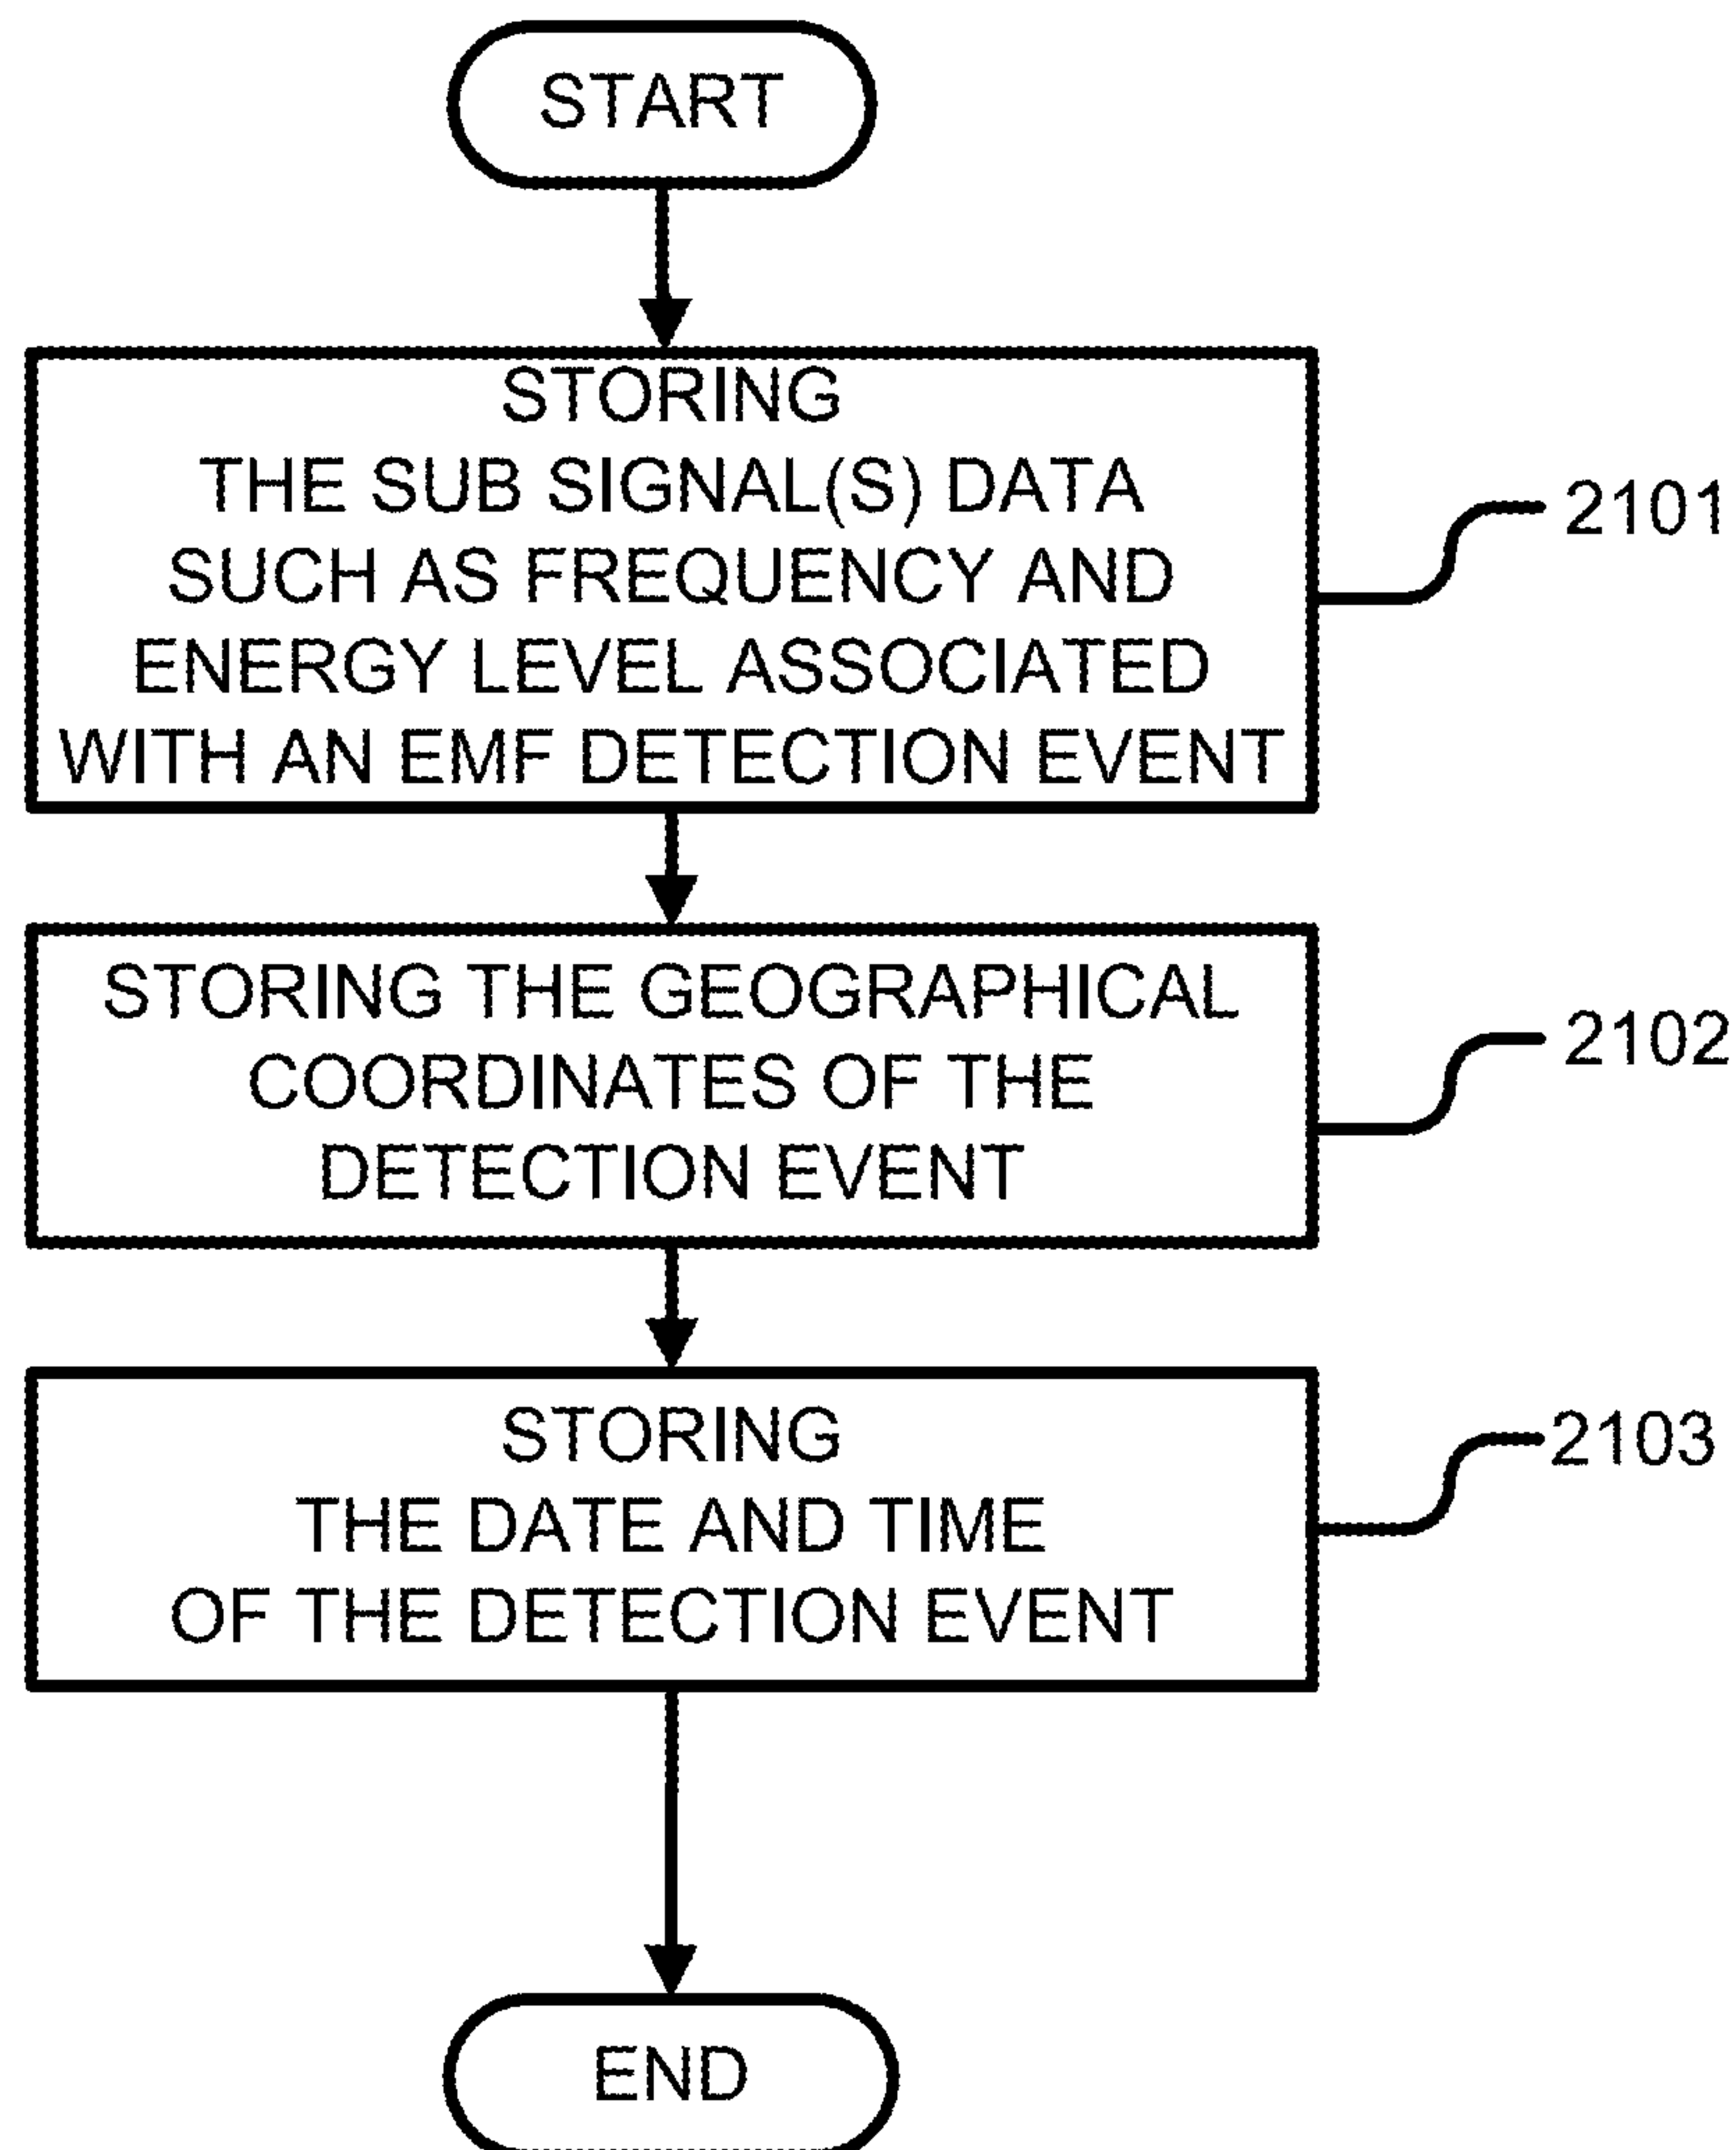 START
STORING
THE SUB SIGNAL(S) DATA
SUCH AS FREQUENCY AND
ENERGY LEVEL ASSOCIATED
WITH AN EMF DETECTION EVENT
2101
STORING THE GEOGRAPHICAL
COORDINATES OF THE
DETECTION EVENT
2102
STORING
THE DATE AND TIME
OF THE DETECTION EVENT
2103
END